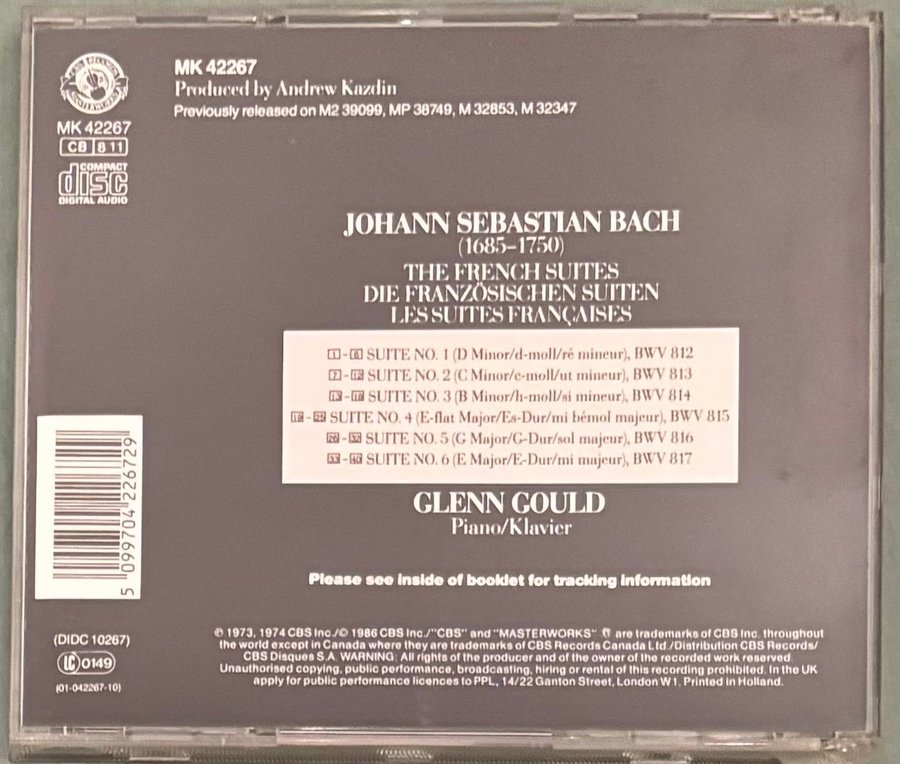 MK 42267
CB 811
COMPACT
disc
DIGITAL AUDIO
MK 42267
Produced by Andrew Kazdin
Previously released on M2 39099, MP 38749, M 32853, M 32347
JOHANN SEBASTIAN BACH
(1685–1750)
THE FRENCH SUITES
DIE FRANZÖSISCHEN SUITEN
LES SUITES FRANÇAISES
1 - 6 SUITE NO. 1 (D Minor/d-moll/ré mineur), BWV 812
SUITE NO. 2 (C Minor/c-moll/ut mineur), BWV 813
SUITE NO. 3 (B Minor/h-moll/si mineur), BWV 814
SUITE NO. 4 (E-flat Major/Es-Dur/mi bémol majeur), BWV 815
SUITE NO. 5 (G Major/G-Dur/sol majeur), BWV 816
SUITE NO. 6 (E Major/E-Dur/mi majeur), BWV 817
GLENN GOULD
Piano/Klavier
Please see inside of booklet for tracking information
5 099704 226729
(DIDC 10267)
LC 0149
(01-042267-10)
℗ 1973, 1974 CBS Inc./© 1986 CBS Inc./"CBS" and "MASTERWORKS" are trademarks of CBS Inc. throughout
the world except in Canada where they are trademarks of CBS Records Canada Ltd./Distribution CBS Records/
CBS Disques S.A. WARNING: All rights of the producer and of the owner of the recorded work reserved.
Unauthorised copying, public performance, broadcasting, hiring or rental of this recording prohibited. In the UK
apply for public performance licences to PPL, 14/22 Ganton Street, London W1. Printed in Holland.